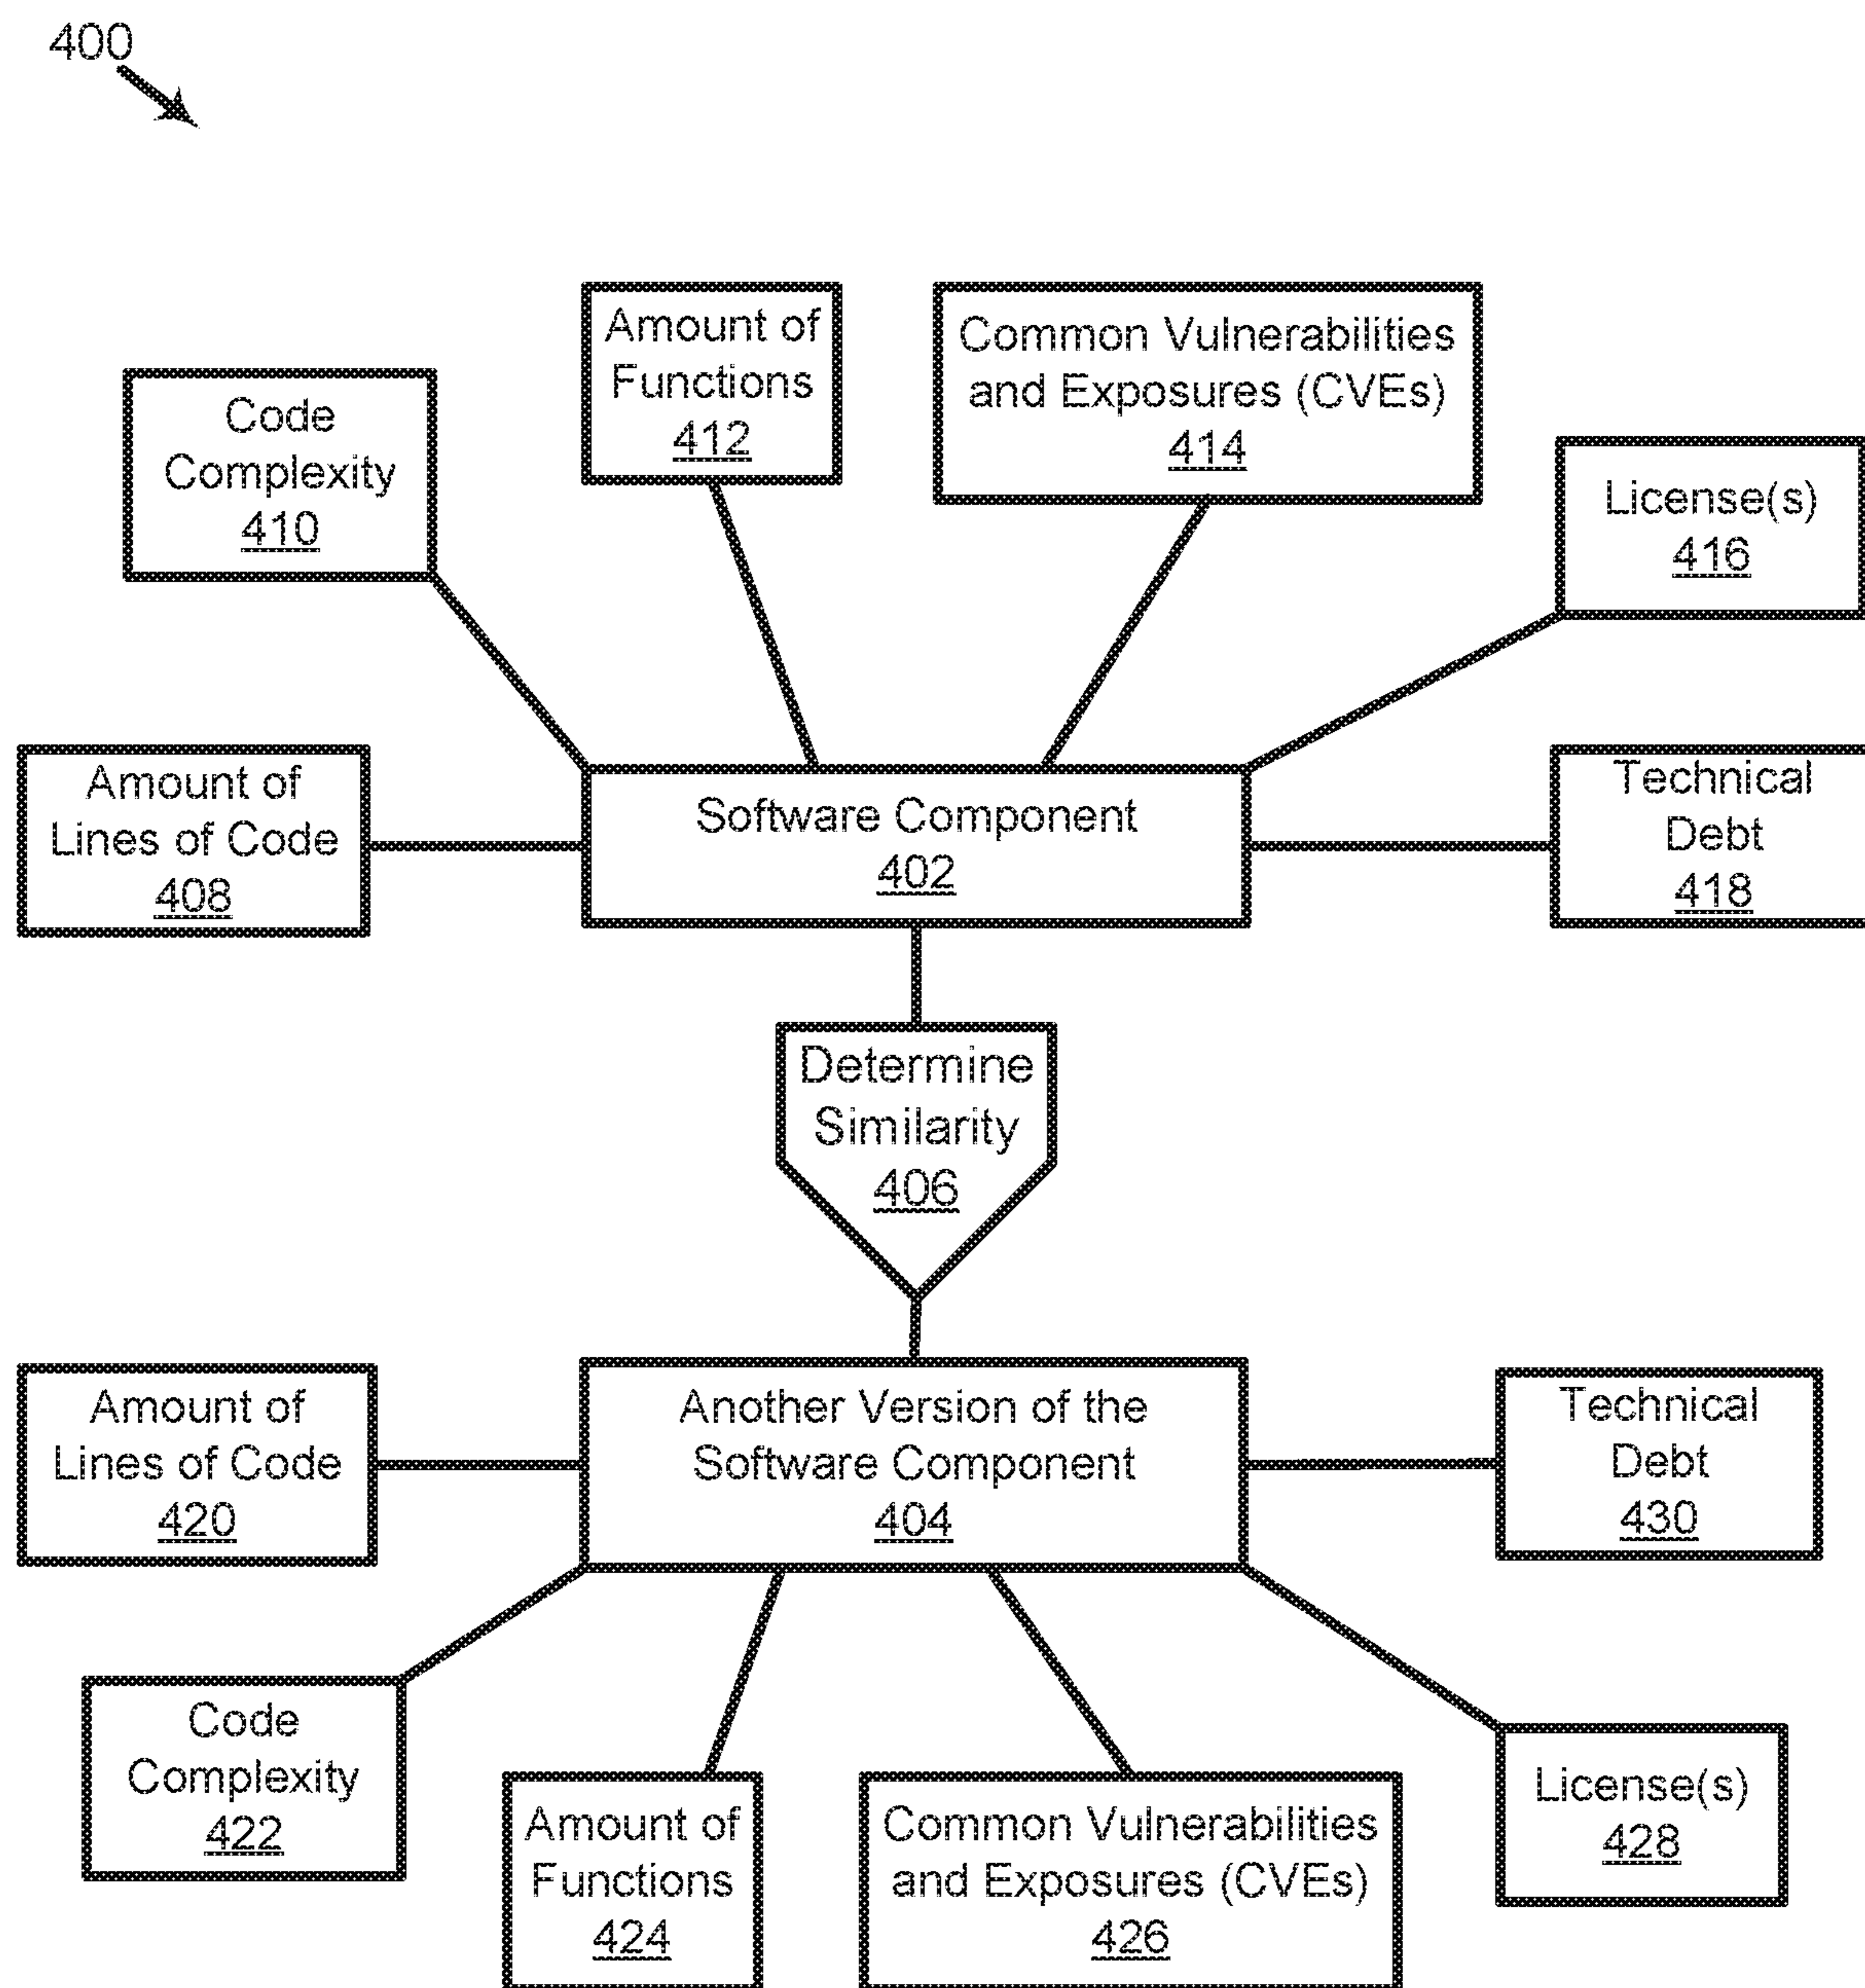 400
Amount of
Functions
412
Common Vulnerabilities
and Exposures (CVEs)
414
Code
Complexity
410
License(s)
416
Amount of
Lines of Code
408
Software Component
402
Technical
Debt
418
Determine
Similarity
406
Amount of
Lines of Code
420
Another Version of the
Software Component
404
Technical
Debt
430
Code
Complexity
422
Amount of
Functions
424
Common Vulnerabilities
and Exposures (CVEs)
426
License(s)
428